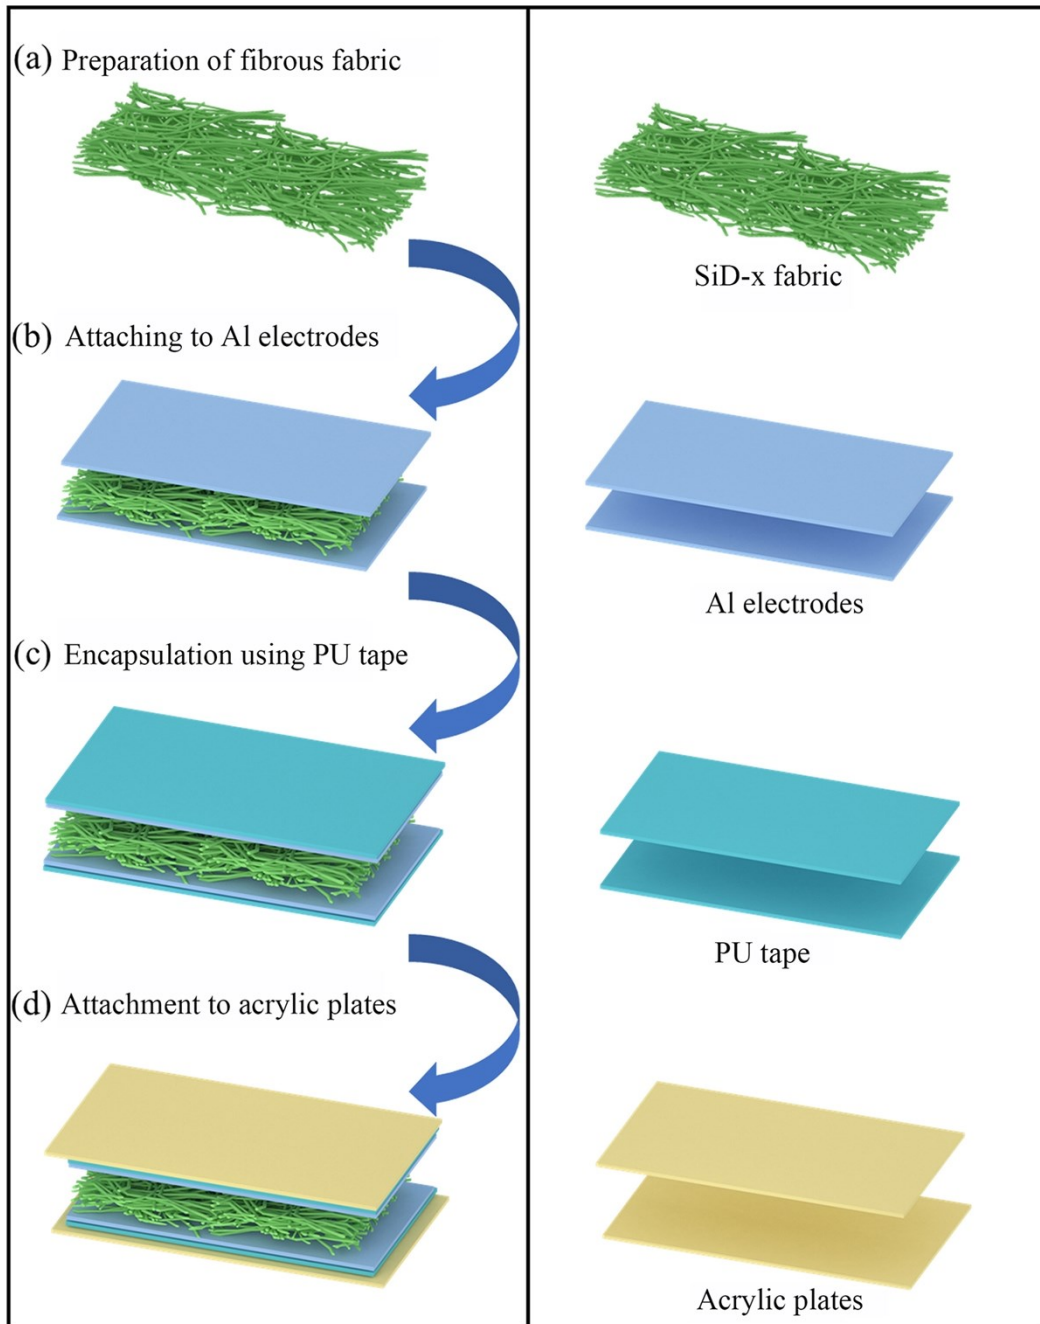 (a) Preparation of fibrous fabric
SiD-x fabric
(b) Attaching to Al electrodes
Al electrodes
(c) Encapsulation using PU tape
PU tape
(d) Attachment to acrylic plates
Acrylic plates